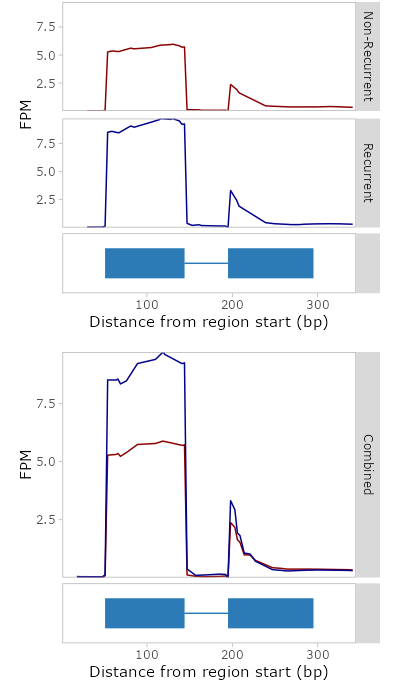 7.5
5.0
2.5
Non-Recurrent
FPM
7.5
5.0
2.5
Recurrent
100 200 300
Distance from region start (bp)
7.5
5.0
2.5
FPM
Combined
100 200 300
Distance from region start (bp)